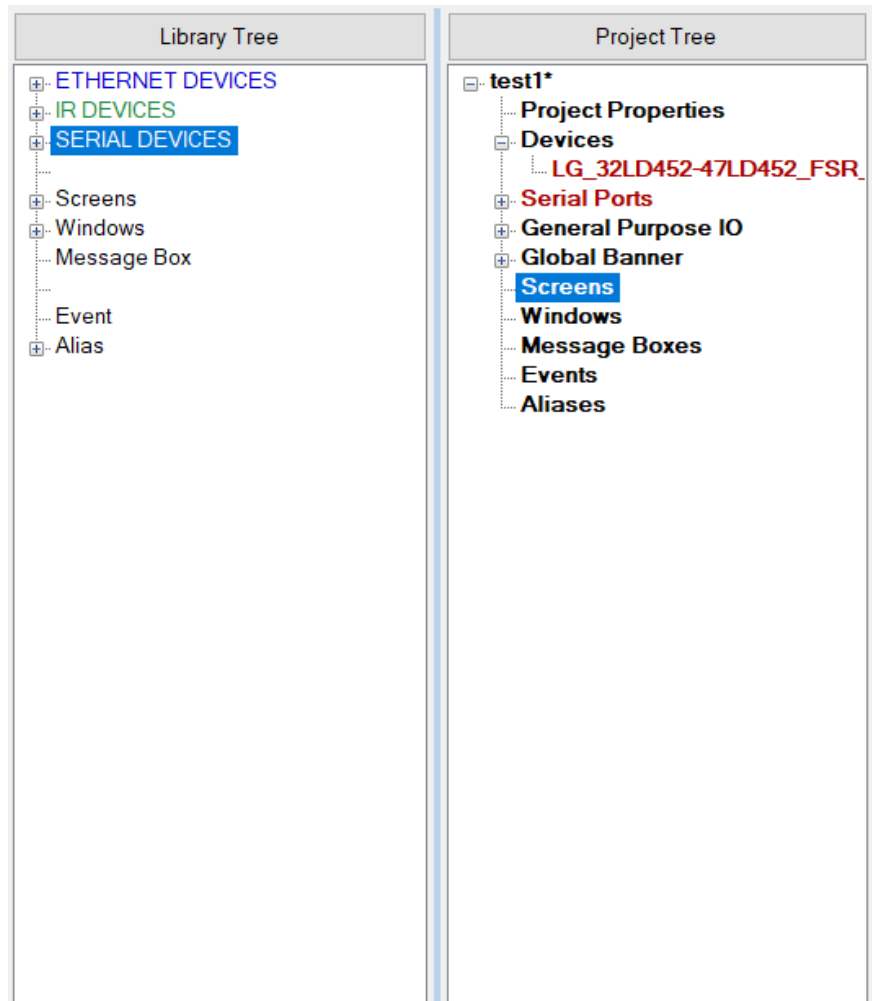 Library Tree
ETHERNET DEVICES
IR DEVICES
SERIAL DEVICES
Screens
Windows
Message Box
Event
Alias
Project Tree
test1*
Project Properties
Devices
LG_32LD452-47LD452_FSR_
Serial Ports
General Purpose IO
Global Banner
Screens
Windows
Message Boxes
Events
Aliases